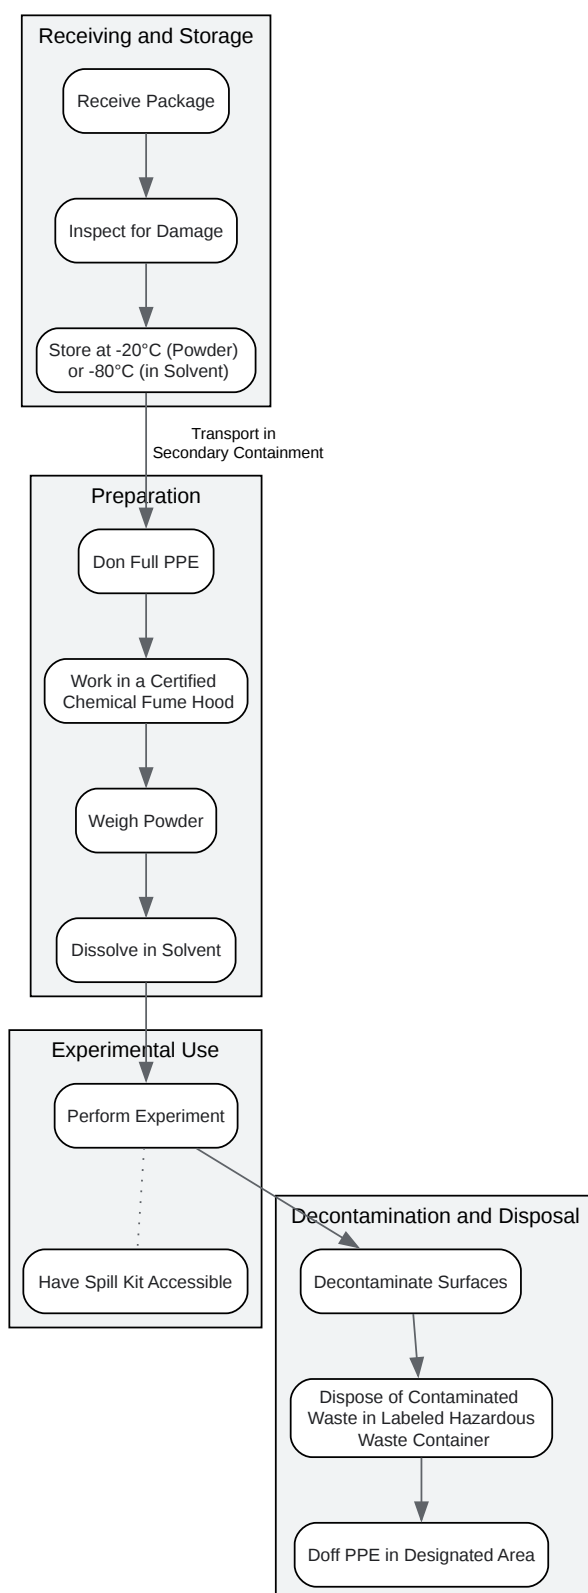 Receiving and Storage
Receive Package
Inspect for Damage
Store at -20°C (Powder)
or -80°C (in Solvent)
Transport in
Secondary Containment
Preparation
Don Full PPE
Work in a Certified
Chemical Fume Hood
Weigh Powder
Dissolve in Solvent
Experimental Use
Perform Experiment
Have Spill Kit Accessible
Decontamination and Disposal
Decontaminate Surfaces
Dispose of Contaminated
Waste in Labeled Hazardous
Waste Container
Doff PPE in Designated Area